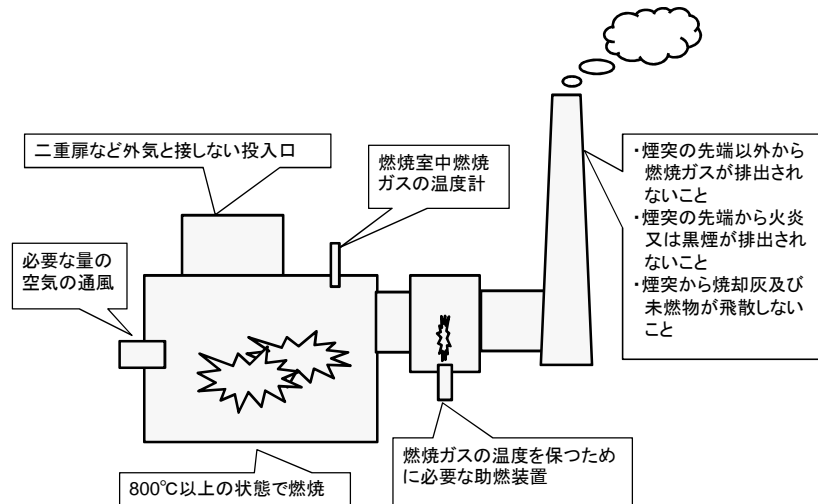 二重扉など外気と接しない投入口
燃焼室中燃焼
ガスの温度計
・煙突の先端以外から
燃焼ガスが排出され
ないこと
・煙突の先端から火炎
又は黒煙が排出され
ないこと
・煙突から焼却灰及び
未燃物が飛散しない
こと
必要な量の
空気の通風
燃焼ガスの温度を保つため
に必要な助燃装置
800℃以上の状態で燃焼